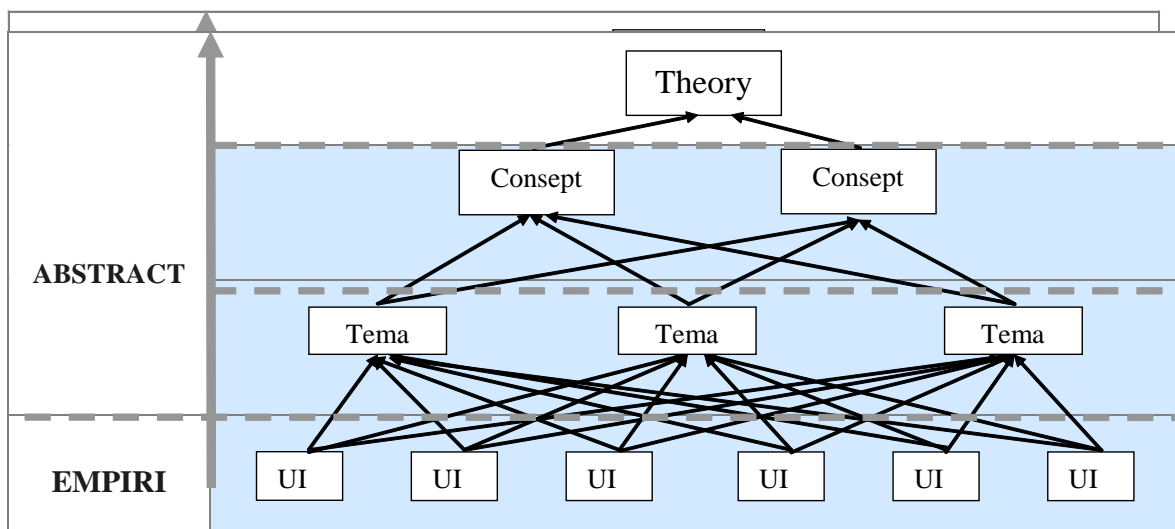 Theory
Consept
Consept
ABSTRACT
Tema
Tema
Tema
EMPIRI
UI
UI
UI
UI
UI
UI